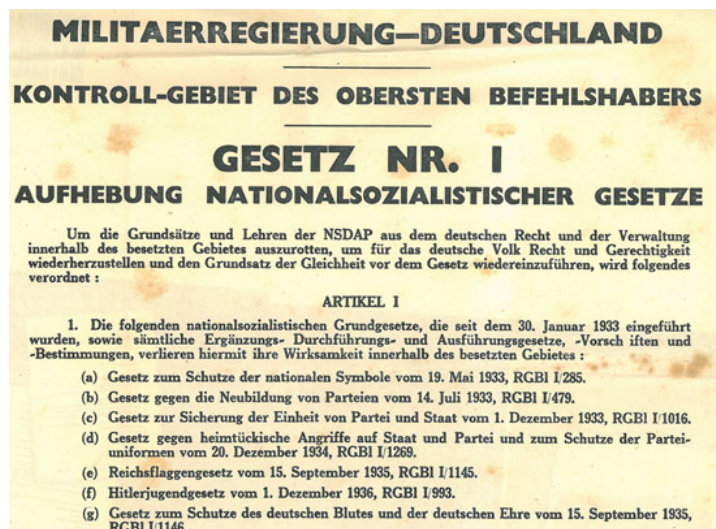 MILITAERREGIERUNG—DEUTSCHLAND
KONTROLL-GEBIET DES OBERSTEN BEFEHLSHABERS
GESETZ NR. I
AUFHEBUNG NATIONALSOZIALISTISCHER GESETZE
Um die Grundsätze und Lehren der NSDAP aus dem deutschen Recht und der Verwaltung
innerhalb des besetzten Gebietes auszurotten, um für das deutsche Volk Recht und Gerechtigkeit
wiederherzustellen und den Grundsatz der Gleichheit vor dem Gesetz wiedereinzuführen, wird folgendes
verordnet :
ARTIKEL I
1. Die folgenden nationalsozialistischen Grundgesetze, die seit dem 30. Januar 1933 eingeführt
wurden, sowie sämtliche Ergänzungs- Durchführungs- und Ausführungsgesetze, -Vorsch iften und
-Bestimmungen, verlieren hiermit ihre Wirksamkeit innerhalb des besetzten Gebietes :
(a) Gesetz zum Schutze der nationalen Symbole vom 19. Mai 1933, RGBl I/285.
(b) Gesetz gegen die Neubildung von Parteien vom 14. Juli 1933, RGBl I/479.
(c) Gesetz zur Sicherung der Einheit von Partei und Staat vom 1. Dezember 1933, RGBl I/1016.
(d) Gesetz gegen heimtückische Angriffe auf Staat und Partei und zum Schutze der Partei-
uniformen vom 20. Dezember 1934, RGBl I/1269.
(e) Reichsflaggengesetz vom 15. September 1935, RGBl I/1145.
(f) Hitlerjugendgesetz vom 1. Dezember 1936, RGBl I/993.
(g) Gesetz zum Schutze des deutschen Blutes und der deutschen Ehre vom 15. September 1935,
RGBl I/1146